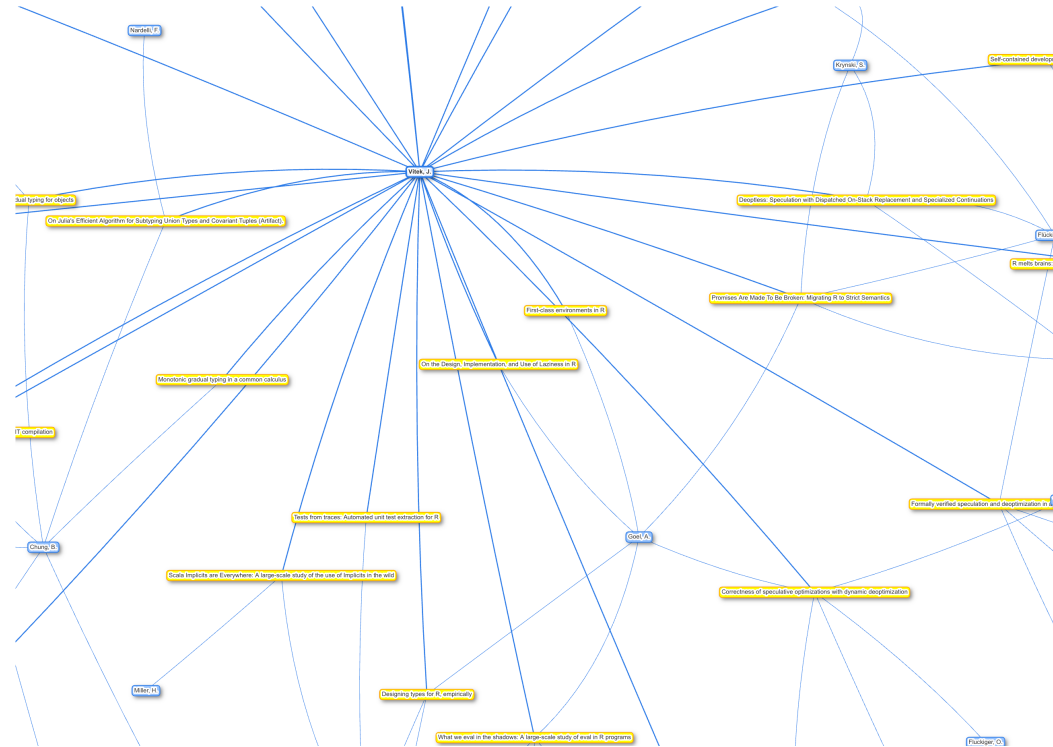 Nardelli, F.
Self-contained develop
Krynski, S.
Vitek, J.
dual typing for objects
Deoptless: Speculation with Dispatched On-Stack Replacement and Specialized Continuations
On Julia's Efficient Algorithm for Subtyping Union Types and Covariant Tuples (Artifact)
Flück
R melts brains:
Promises Are Made To Be Broken: Migrating R to Strict Semantics
First-class environments in R
On the Design, Implementation, and Use of Laziness in R
Monotonic gradual typing in a common calculus
IT compilation
Formally verified speculation and deoptimization in a
Tests from traces: Automated unit test extraction for R
Goel, A.
Chung, B.
Scala Implicits are Everywhere: A large-scale study of the use of Implicits in the wild
Correctness of speculative optimizations with dynamic deoptimization
Miller, H.
Designing types for R, empirically
What we eval in the shadows: A large-scale study of eval in R programs
Fluckiger, O.